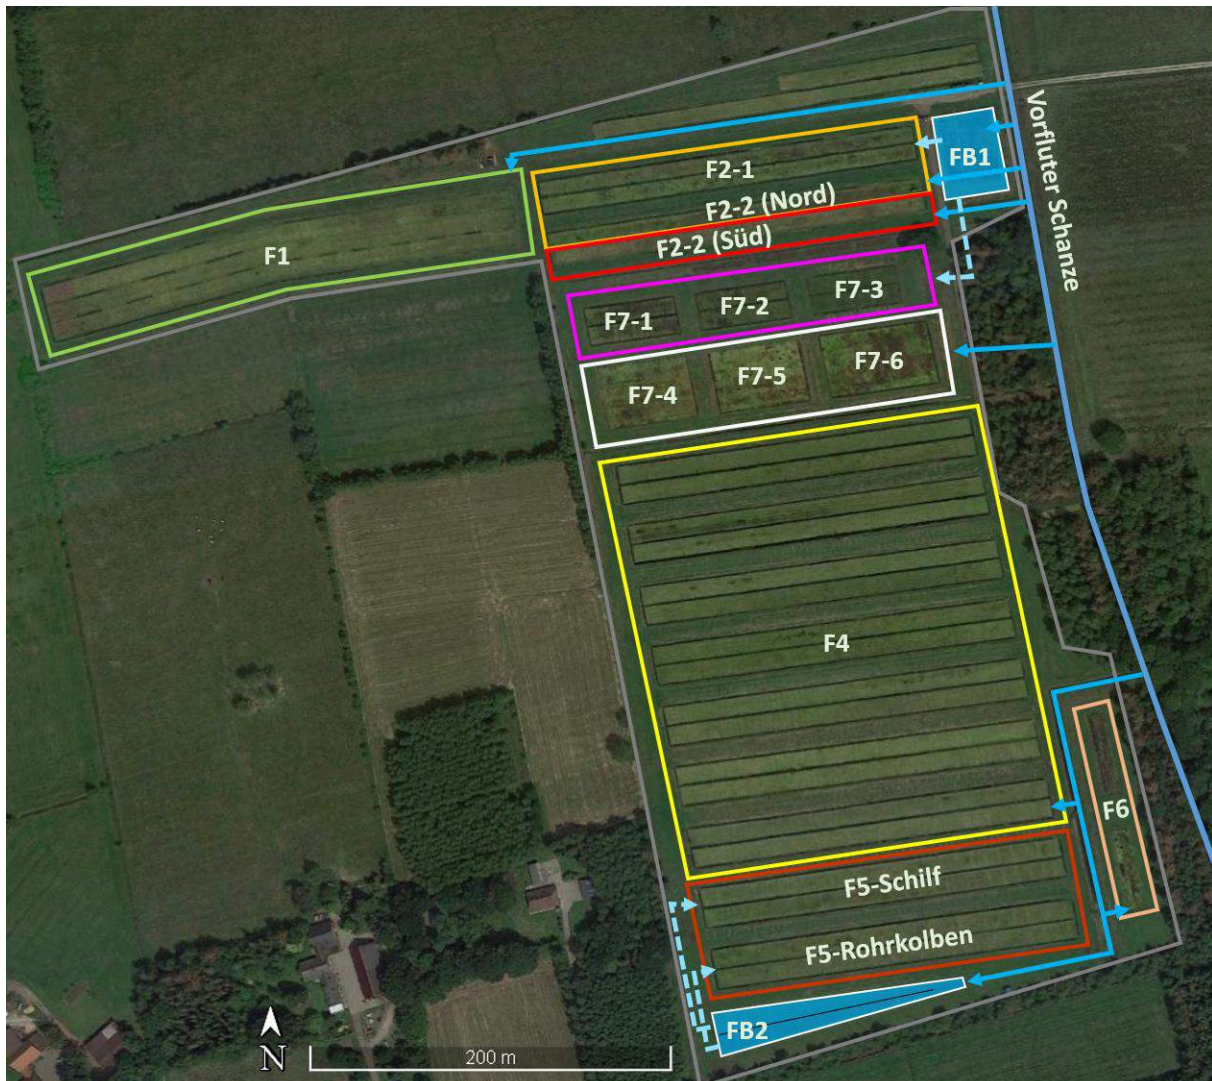 Vorfluter Schanze
FB1
F2-1
F2-2 (Nord)
F2-2 (Süd)
F1
F7-1
F7-2
F7-3
F7-4
F7-5
F7-6
F4
F6
F5-Schilf
F5-Rohrkolben
FB2
N
200 m